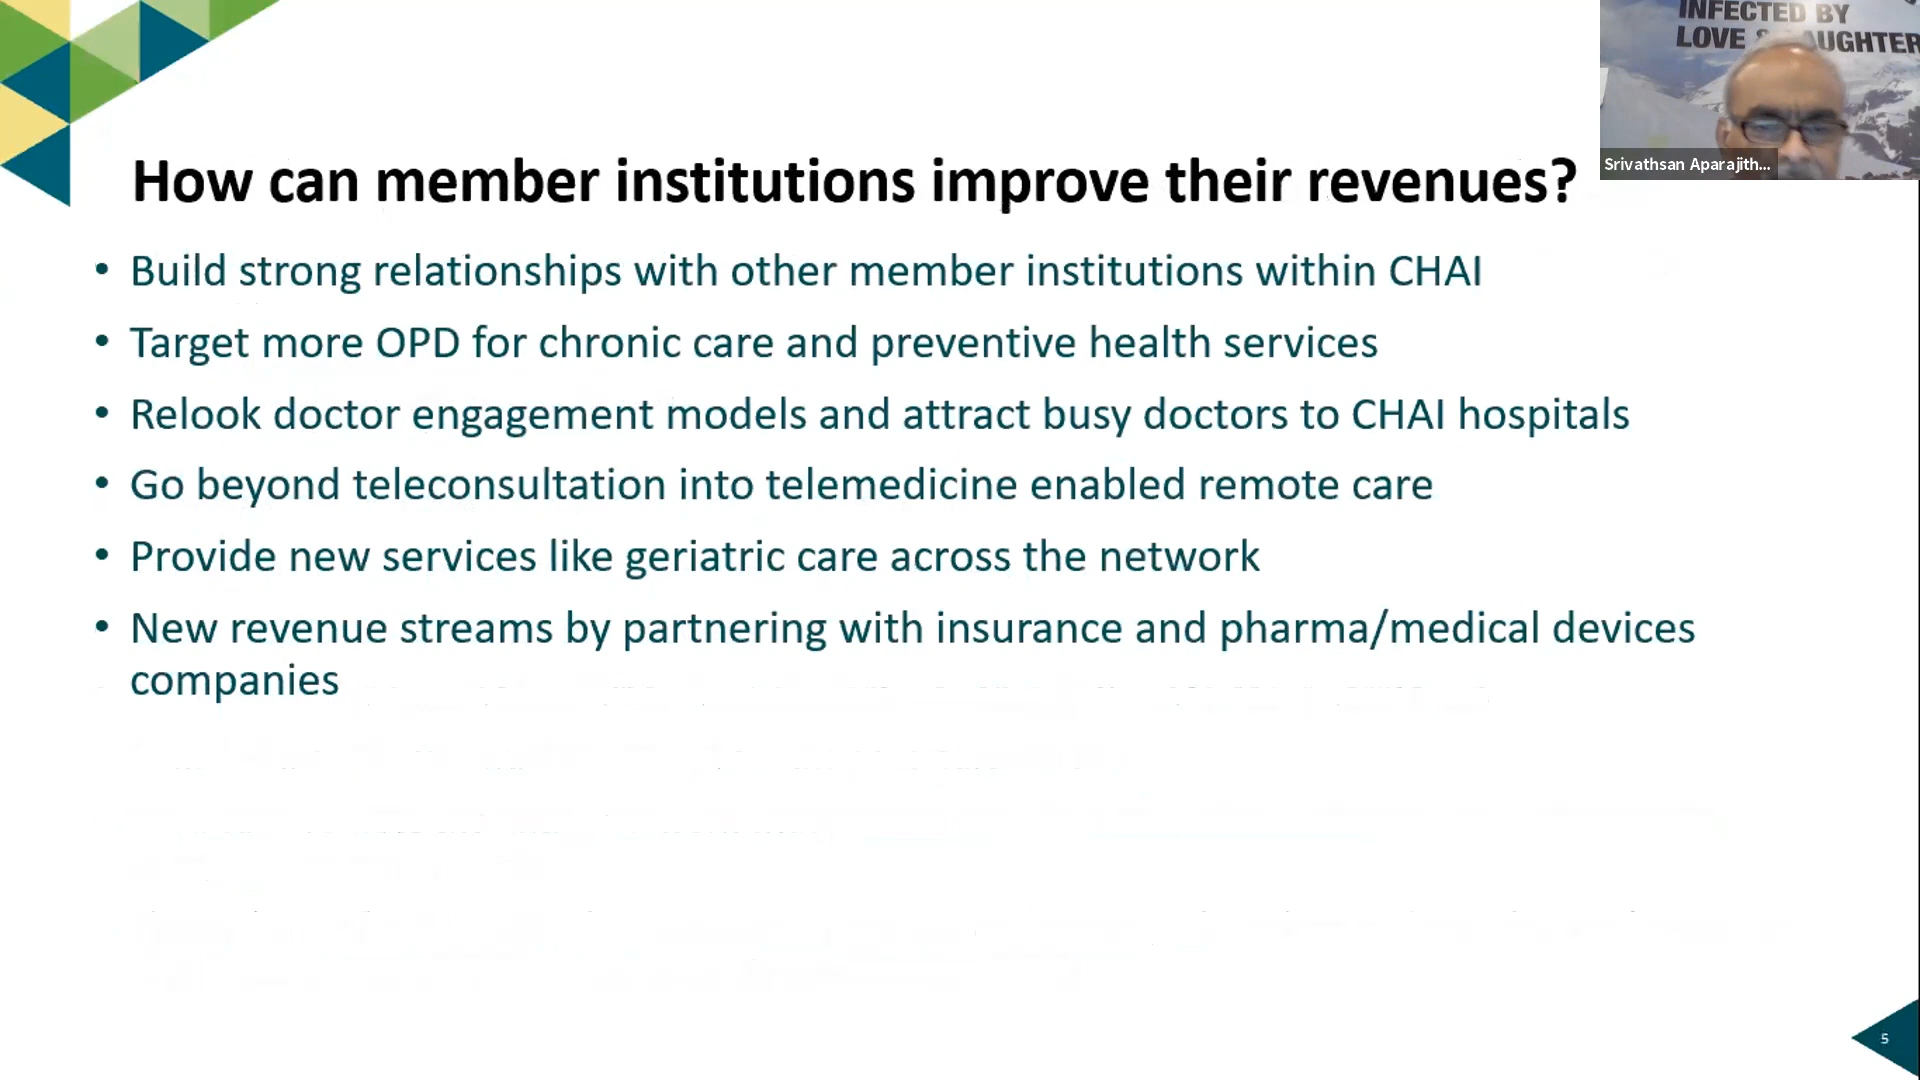 INFECTED BY
LOVE & LAUGHTER
Srivathsan Aparajith...
How can member institutions improve their revenues?
• Build strong relationships with other member institutions within CHAI
• Target more OPD for chronic care and preventive health services
• Relook doctor engagement models and attract busy doctors to CHAI hospitals
• Go beyond teleconsultation into telemedicine enabled remote care
• Provide new services like geriatric care across the network
• New revenue streams by partnering with insurance and pharma/medical devices
companies
5